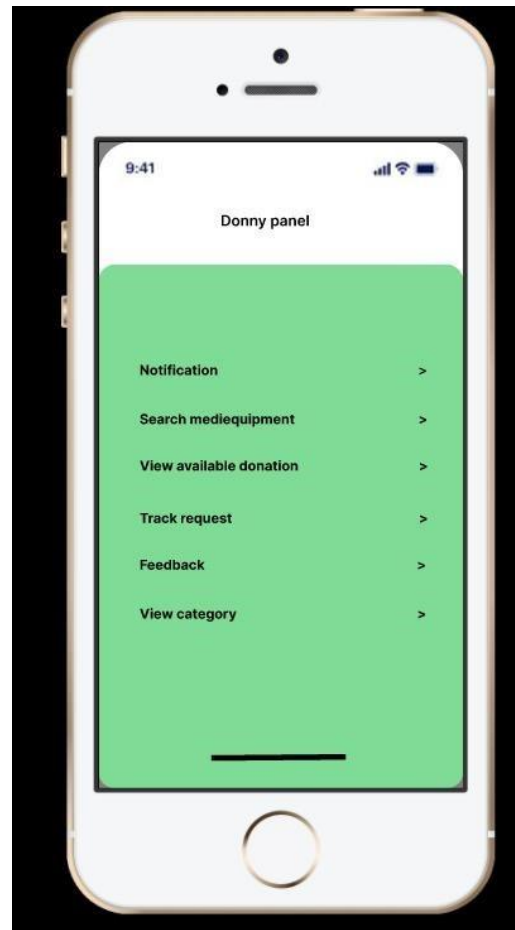 9:41
Donny panel
Notification >
Search mediequipment >
View available donation >
Track request >
Feedback >
View category >